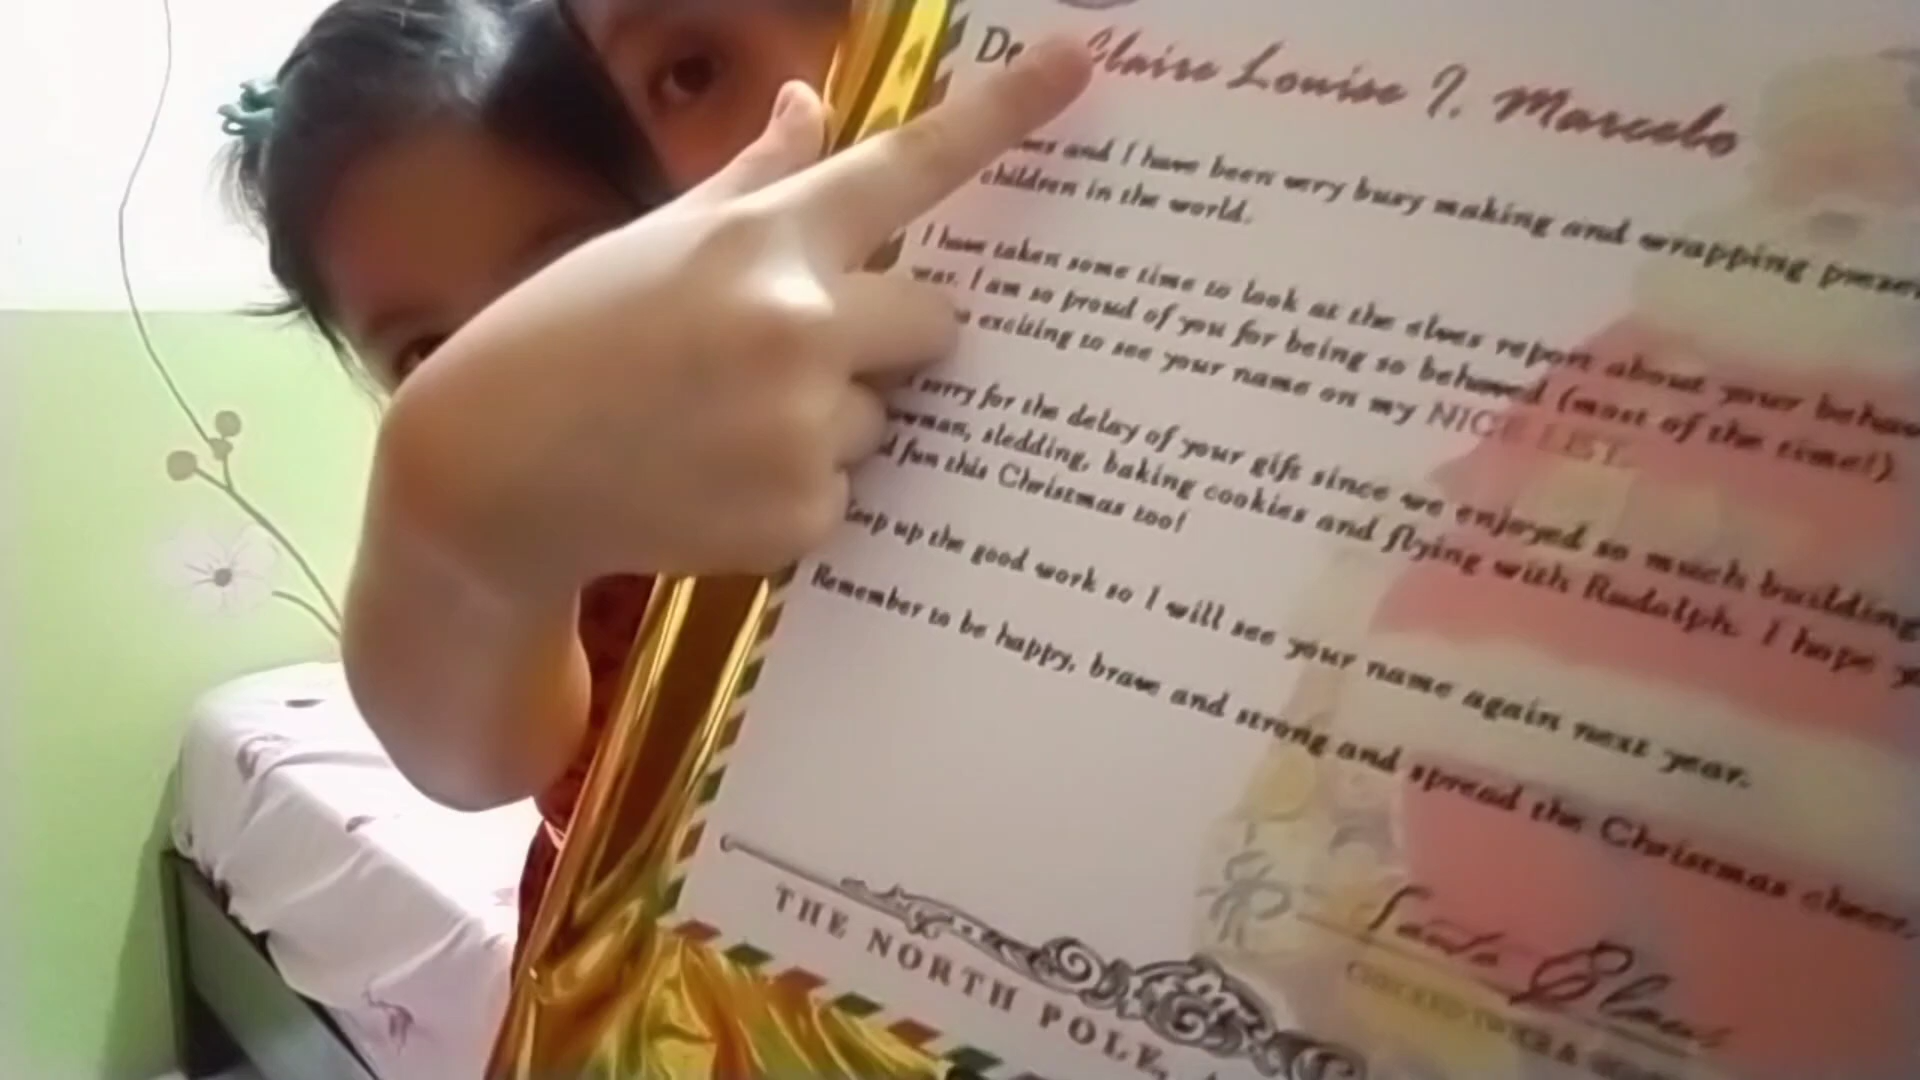 Claire Louise I. Marcelo
and I have been very busy making and wrapping
children in the world.
I have taken some time to look at the elves report about your
year. I am so proud of you for being so behaved (most of the time!).
so exciting to see your name on my NICE LIST.
sorry for the delay of your gift since we enjoyed so much building
sledding, baking cookies and flying with Rudolph. I hope
fun this Christmas too!
Keep up the good work so I will see your name again next year.
Remember to be happy, brave and strong and spread the Christmas cheer.
Santa Claus
THE NORTH POLE,